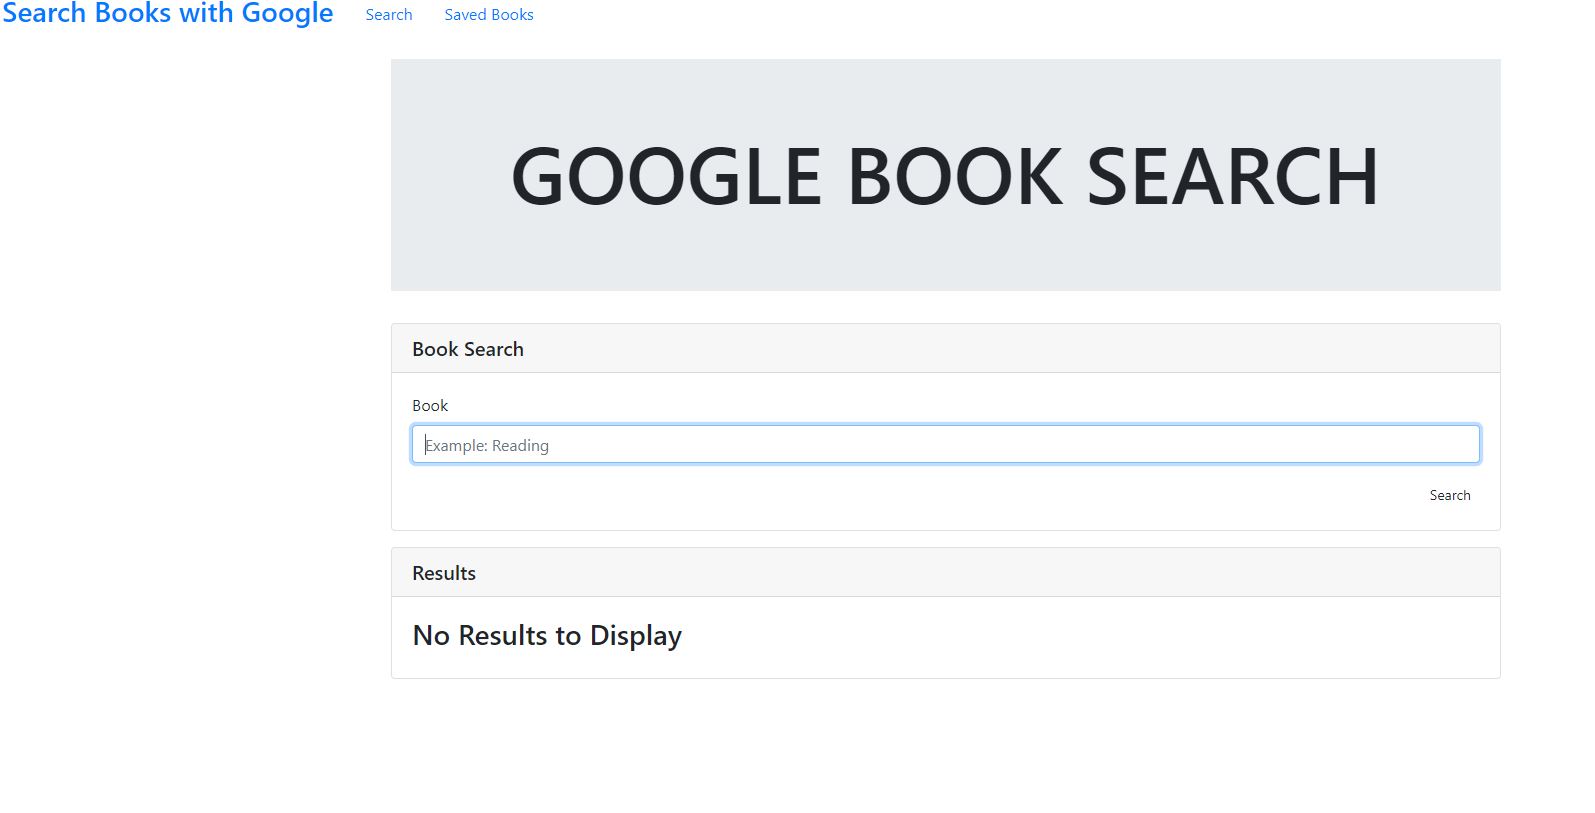 Search Books with Google Search Saved Books
GOOGLE BOOK SEARCH
Book Search
Book
Example: Reading
Search
Results
No Results to Display